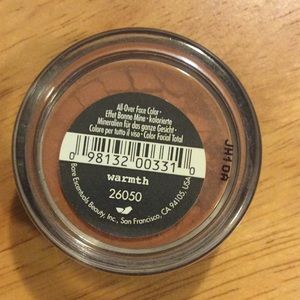 All-Over Face Color •
Effet Bonne Mine • kolorierte
Mineralien für das ganze Gesicht •
Colore per tutto il viso • Color Facial Total
0 98132 00331 0
warmth
26050
Bare Escentuals Beauty, Inc., San Francisco, CA 94105, USA
JH1DA